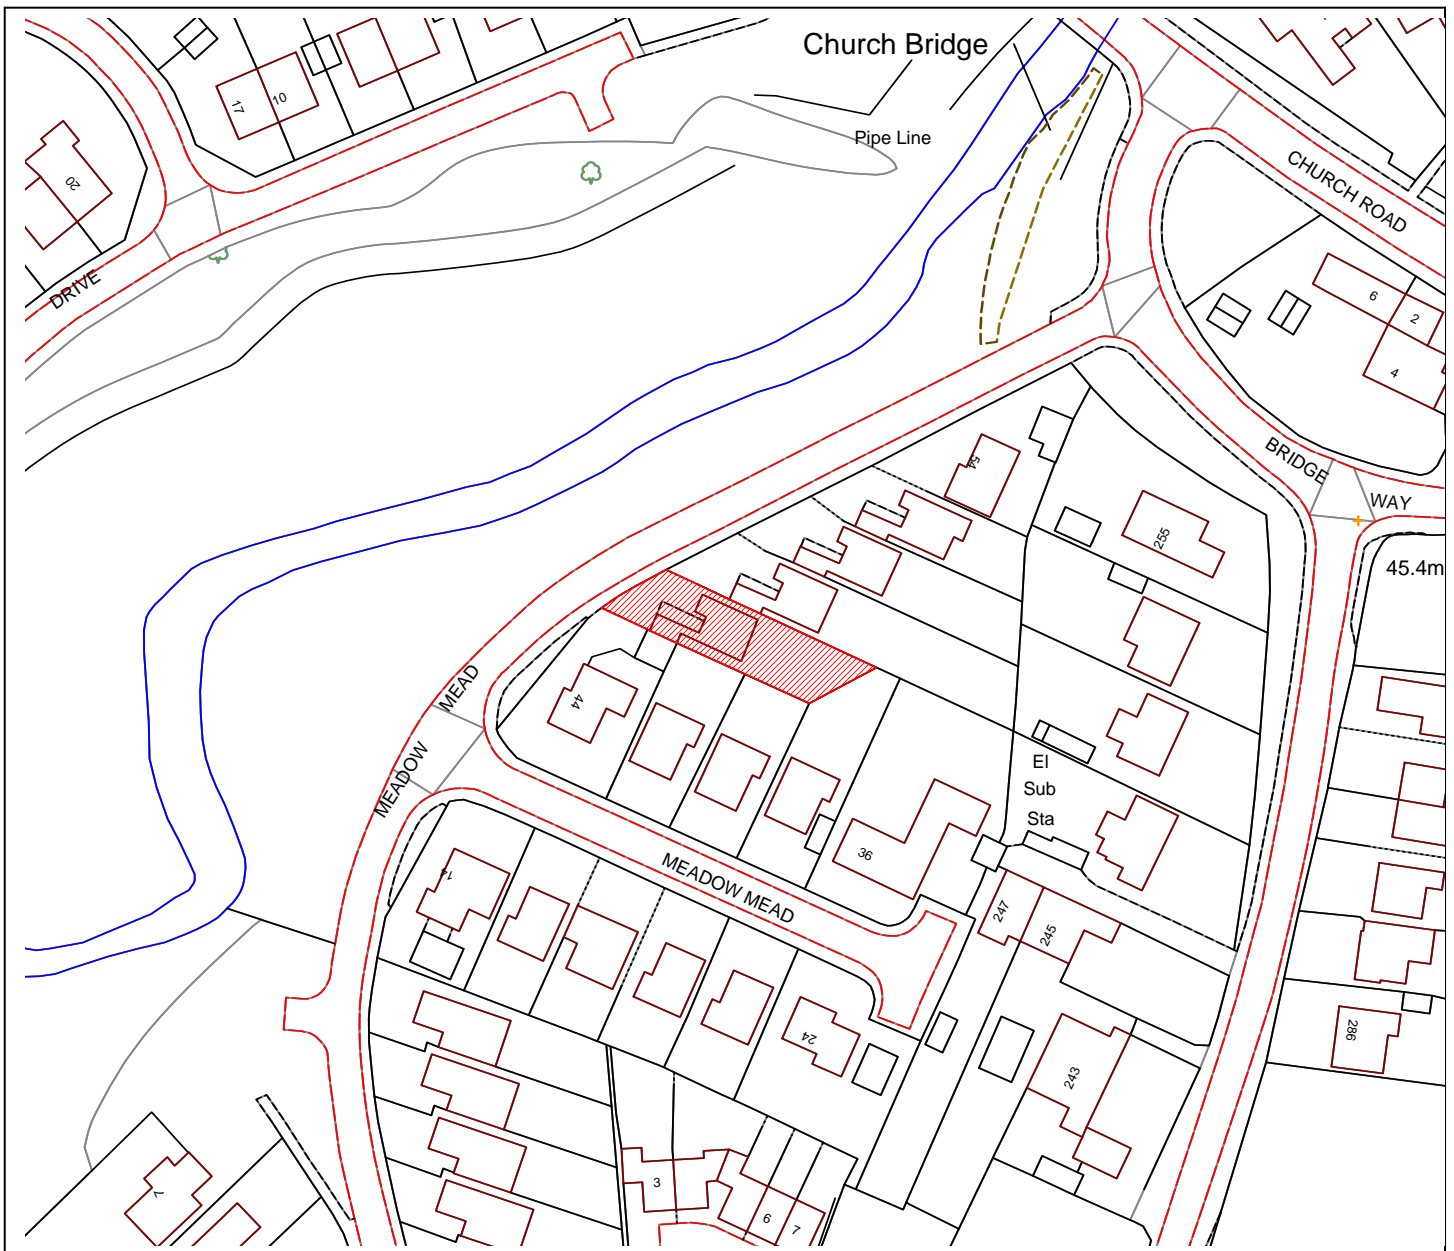 Church Bridge
Pipe Line
17
10
20
DRIVE
CHURCH ROAD
6
2
4
BRIDGE
WAY
45.4m
54
255
MEAD
44
MEADOW
El
Sub
Sta
36
MEADOW MEAD
14
247
245
24
243
286
3
6
7
7